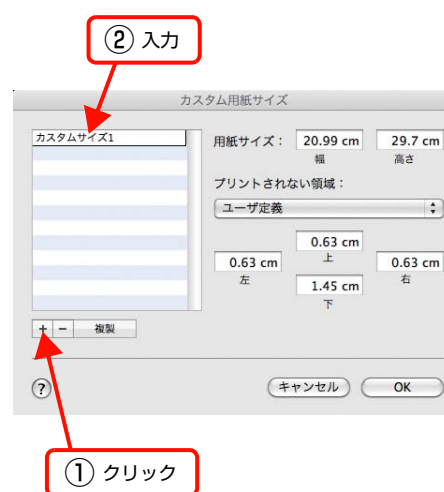 ② 入力
カスタム用紙サイズ
カスタムサイズ1
用紙サイズ： 20.99 cm 29.7 cm
幅 高さ
プリントされない領域：
ユーザ定義
0.63 cm
上
0.63 cm 0.63 cm
左 右
1.45 cm
下
+ − 複製
? キャンセル OK
① クリック